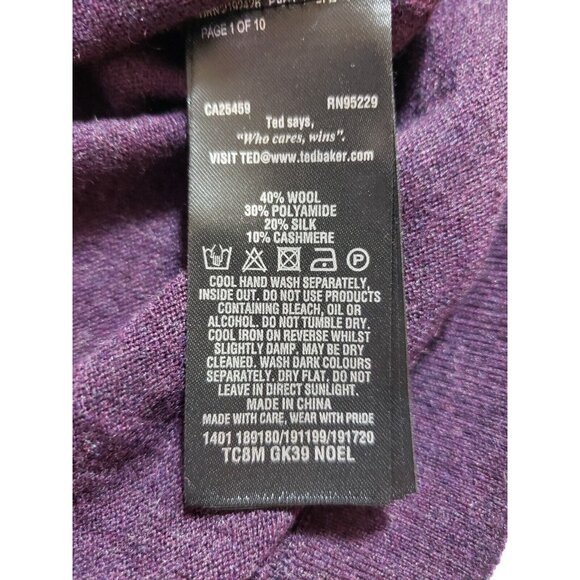 PAGE 1 OF 10
CA25459 RN95229
Ted says,
"Who cares, wins".
VISIT TED@www.tedbaker.com
40% WOOL
30% POLYAMIDE
20% SILK
10% CASHMERE
P
COOL HAND WASH SEPARATELY,
INSIDE OUT. DO NOT USE PRODUCTS
CONTAINING BLEACH, OIL OR
ALCOHOL. DO NOT TUMBLE DRY.
COOL IRON ON REVERSE WHILST
SLIGHTLY DAMP. MAY BE DRY
CLEANED. WASH DARK COLOURS
SEPARATELY. DRY FLAT. DO NOT
LEAVE IN DIRECT SUNLIGHT.
MADE IN CHINA
MADE WITH CARE, WEAR WITH PRIDE
1401 189180/191199/191720
TC8M GK39 NOEL